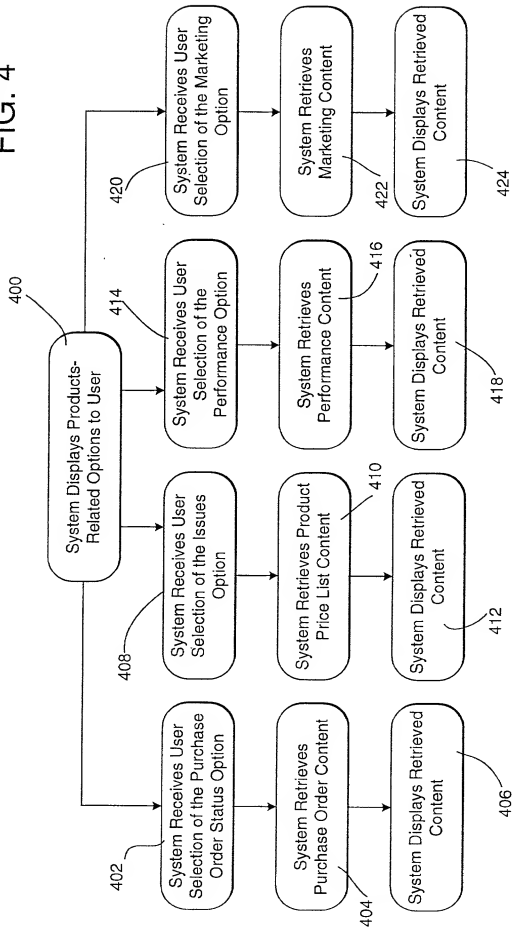 FIG. 4
400
System Displays Products-
Related Options to User
402
System Receives User
Selection of the Purchase
Order Status Option
404
System Retrieves
Purchase Order Content
406
System Displays Retrieved
Content
408
System Receives User
Selection of the Issues
Option
410
System Retrieves Product
Price List Content
412
System Displays Retrieved
Content
414
System Receives User
Selection of the
Performance Option
416
System Retrieves
Performance Content
418
System Displays Retrieved
Content
420
System Receives User
Selection of the Marketing
Option
422
System Retrieves
Marketing Content
424
System Displays Retrieved
Content